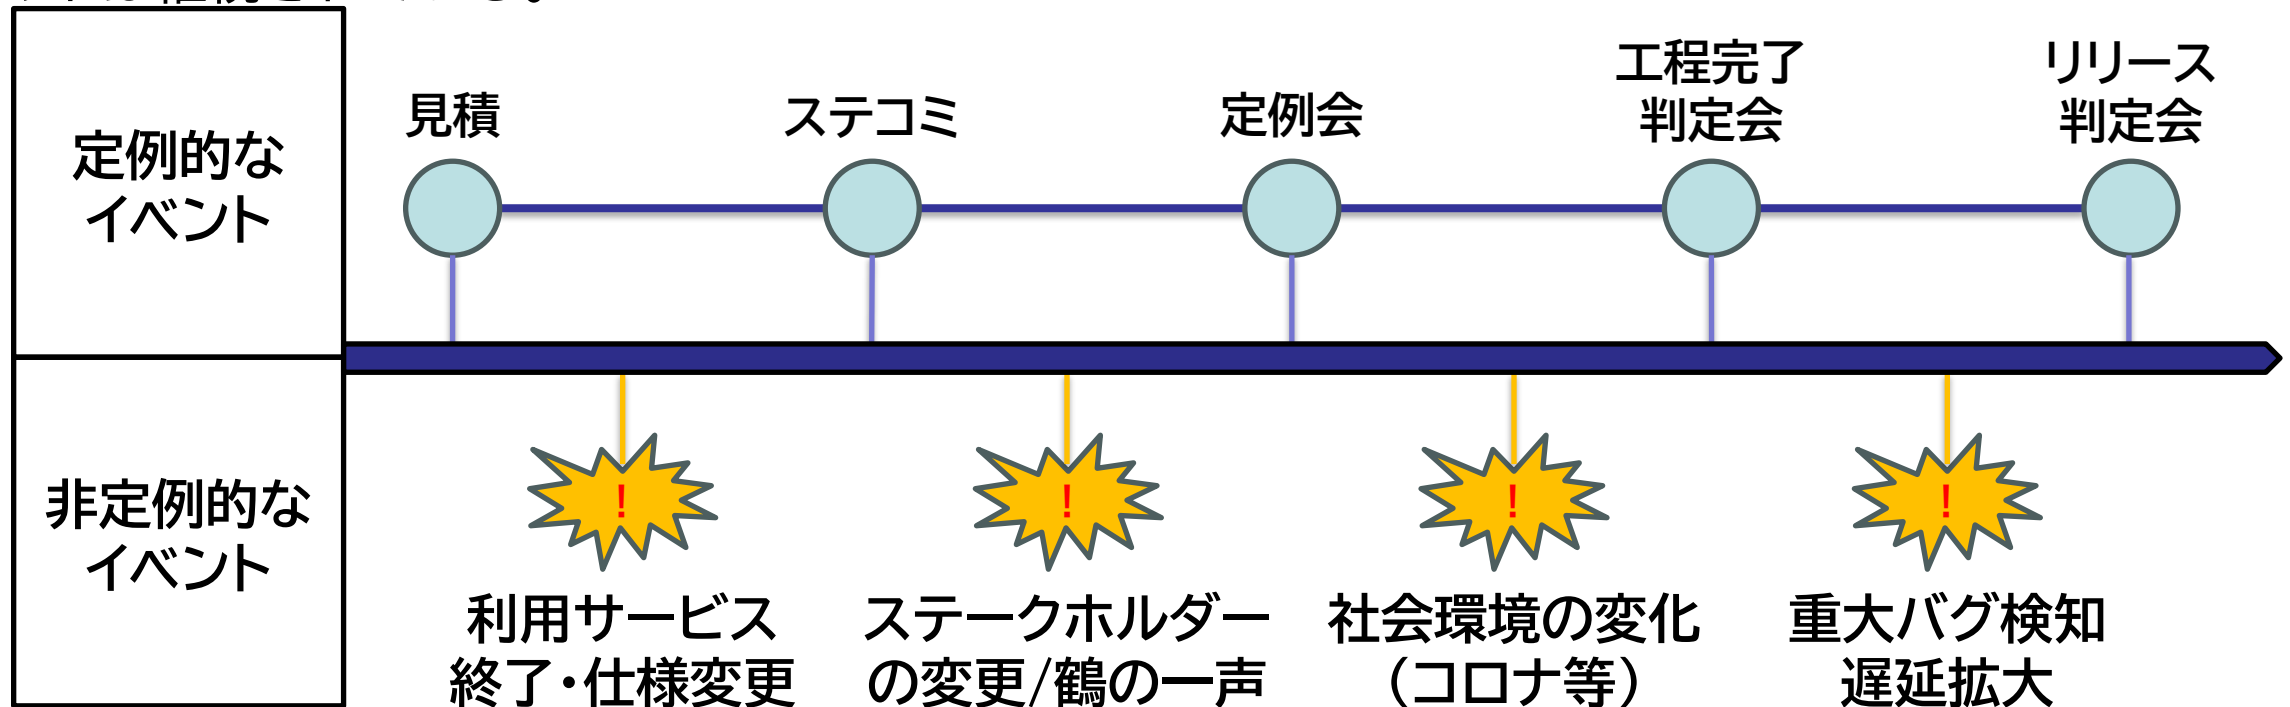 定例的な
イベント
見積
ステコミ
定例会
工程完了
判定会
リリース
判定会
非定例的な
イベント
!
!
!
!
利用サービス
終了・仕様変更
ステークホルダー
の変更/鶴の一声
社会環境の変化
（コロナ等）
重大バグ検知
遅延拡大